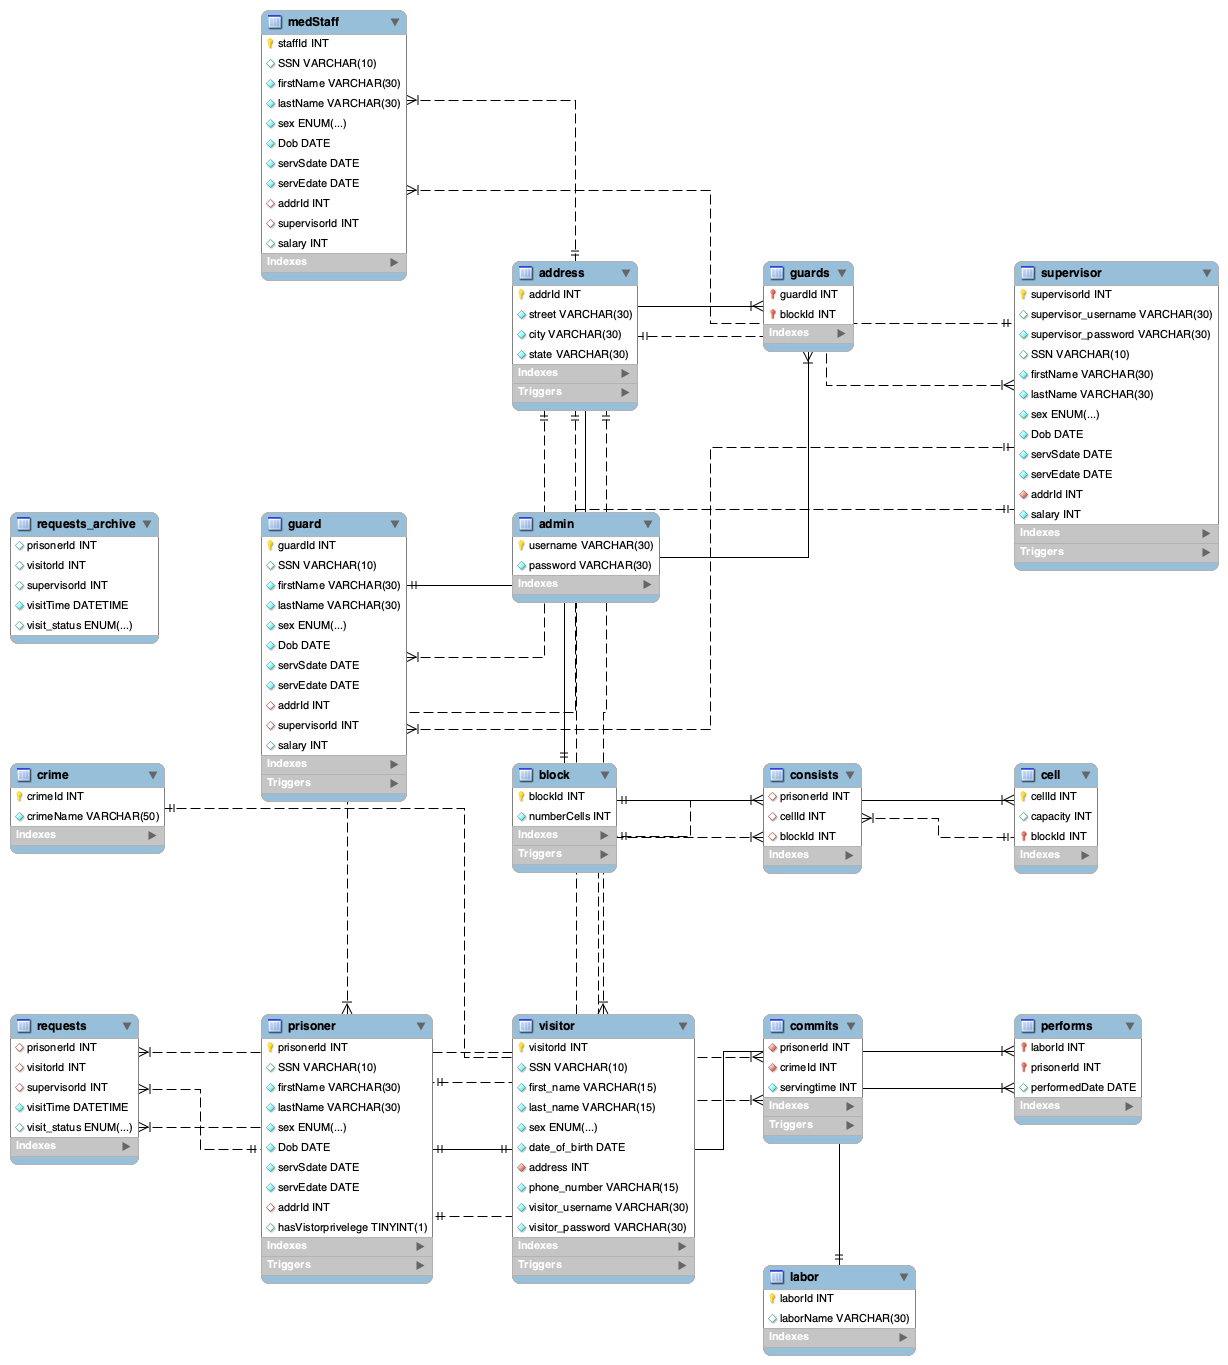 medStaff
staffId INT
SSN VARCHAR(10)
firstName VARCHAR(30)
lastName VARCHAR(30)
sex ENUM(...)
Dob DATE
servSdate DATE
servEdate DATE
addrId INT
supervisorId INT
salary INT
Indexes
address
addrId INT
street VARCHAR(30)
city VARCHAR(30)
state VARCHAR(30)
Indexes
Triggers
guards
guardId INT
blockId INT
Indexes
supervisor
supervisorId INT
supervisor_username VARCHAR(30)
supervisor_password VARCHAR(30)
SSN VARCHAR(10)
firstName VARCHAR(30)
lastName VARCHAR(30)
sex ENUM(...)
Dob DATE
servSdate DATE
servEdate DATE
addrId INT
salary INT
Indexes
Triggers
requests_archive
prisonerId INT
visitorId INT
supervisorId INT
visitTime DATETIME
visit_status ENUM(...)
guard
guardId INT
SSN VARCHAR(10)
firstName VARCHAR(30)
lastName VARCHAR(30)
sex ENUM(...)
Dob DATE
servSdate DATE
servEdate DATE
addrId INT
supervisorId INT
salary INT
Indexes
Triggers
admin
username VARCHAR(30)
password VARCHAR(30)
Indexes
crime
crimeId INT
crimeName VARCHAR(50)
Indexes
block
blockId INT
numberCells INT
Indexes
Triggers
consists
prisonerId INT
cellId INT
blockId INT
Indexes
cell
cellId INT
capacity INT
blockId INT
Indexes
requests
prisonerId INT
visitorId INT
supervisorId INT
visitTime DATETIME
visit_status ENUM(...)
Indexes
prisoner
prisonerId INT
SSN VARCHAR(10)
firstName VARCHAR(30)
lastName VARCHAR(30)
sex ENUM(...)
Dob DATE
servSdate DATE
servEdate DATE
addrId INT
hasVistorprivelege TINYINT(1)
Indexes
Triggers
visitor
visitorId INT
SSN VARCHAR(10)
first_name VARCHAR(15)
last_name VARCHAR(15)
sex ENUM(...)
date_of_birth DATE
address INT
phone_number VARCHAR(15)
visitor_username VARCHAR(30)
visitor_password VARCHAR(30)
Indexes
Triggers
commits
prisonerId INT
crimeId INT
servingtime INT
Indexes
Triggers
performs
laborId INT
prisonerId INT
performedDate DATE
Indexes
labor
laborId INT
laborName VARCHAR(30)
Indexes